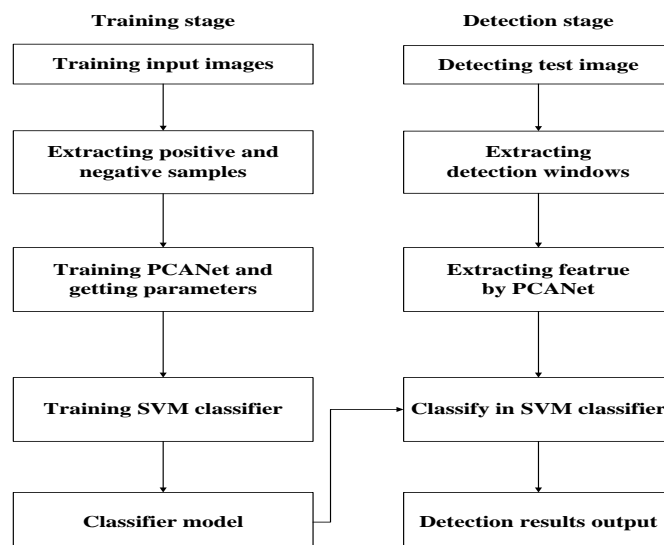 Training stage
Training input images
Extracting positive and
negative samples
Training PCANet and
getting parameters
Training SVM classifier
Classifier model
Detection stage
Detecting test image
Extracting
detection windows
Extracting featrue
by PCANet
Classify in SVM classifier
Detection results output